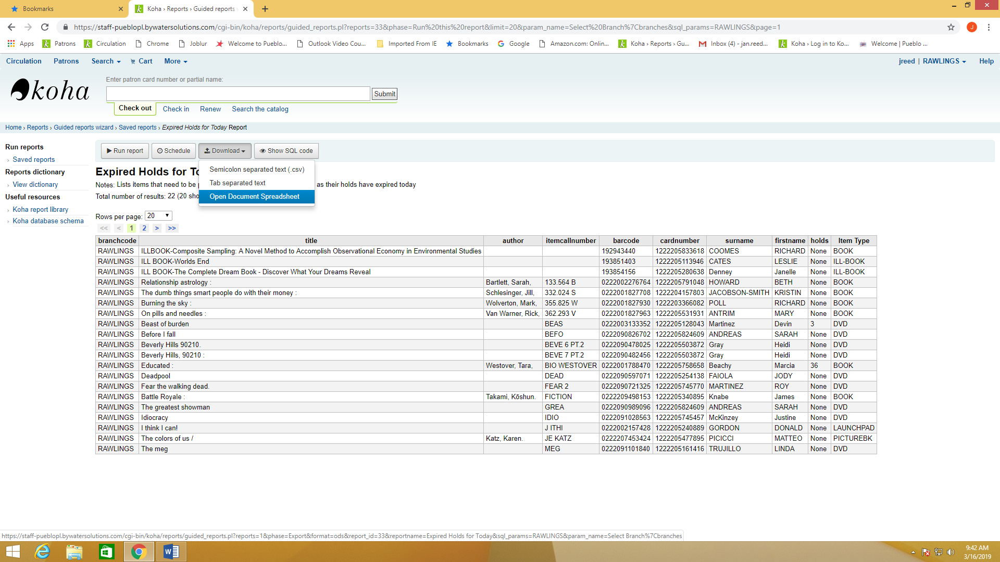 Bookmarks
Koha › Reports › Guided reports
https://staff-pueblopl.bywatersolutions.com/cgi-bin/koha/reports/guided_reports.pl?reports=33&phase=Run%20this%20report&limit=20&param_name=Select%20Branch%7Cbranches&sql_params=RAWLINGS&page=1
J
Apps Patrons Circulation Chrome Joblur Welcome to Pueblo... Outlook Video Cou... Imported From IE Bookmarks Google Amazon.com: Onlin... Koha › Reports › Gu... Inbox (4) - jan.reed... Koha › Log in to Ko... Welcome | Pueblo ...
Circulation Patrons Search Cart More jreed | RAWLINGS Help
koha
Enter patron card number or partial name:
Submit
Check out Check in Renew Search the catalog
Home › Reports › Guided reports wizard › Saved reports › Expired Holds for Today Report
Run reports
Saved reports
Reports dictionary
View dictionary
Useful resources
Koha report library
Koha database schema
Run report Schedule Download Show SQL code
Semicolon separated text (.csv)
Tab separated text
Open Document Spreadsheet
Expired Holds for To
Notes: Lists items that need to be as their holds have expired today
Total number of results: 22 (20 sho
Rows per page: 20
<< < 1 2 > >>
branchcode title author itemcallnumber barcode cardnumber surname firstname holds Item Type
RAWLINGS ILLBOOK-Composite Sampling: A Novel Method to Accomplish Observational Economy in Environmental Studies 192943440 1222205833618 COOMES RICHARD None BOOK
RAWLINGS ILL BOOK-Worlds End 193851403 1222205113946 CATES LESLIE None ILL-BOOK
RAWLINGS ILL BOOK-The Complete Dream Book - Discover What Your Dreams Reveal 193854156 1222205280638 Denney Janelle None ILL-BOOK
RAWLINGS Relationship astrology : Bartlett, Sarah, 133.564 B 0222002276764 1222205791048 HOWARD BETH None BOOK
RAWLINGS The dumb things smart people do with their money : Schlesinger, Jill, 332.024 S 0222001827708 1222204157803 JACOBSON-SMITH KRISTIN None BOOK
RAWLINGS Burning the sky : Wolverton, Mark, 355.825 W 0222001827930 1222203366082 POLL RICHARD None BOOK
RAWLINGS On pills and needles : Van Warner, Rick, 362.293 V 0222001827963 1222205531931 ANTRIM MARY None BOOK
RAWLINGS Beast of burden BEAS 0222003133352 1222205128043 Martinez Devin 3 DVD
RAWLINGS Before I fall BEFO 0222090826702 1222205824609 ANDREAS SARAH None DVD
RAWLINGS Beverly Hills 90210. BEVE 6 PT.2 0222090478025 1222205503872 Gray Heidi None DVD
RAWLINGS Beverly Hills, 90210 : BEVE 7 PT.2 0222090482456 1222205503872 Gray Heidi None DVD
RAWLINGS Educated : Westover, Tara, BIO WESTOVER 0222001788470 1222205758658 Beachy Marcia 36 BOOK
RAWLINGS Deadpool DEAD 0222090597071 1222205254138 FAIOLA JODY None DVD
RAWLINGS Fear the walking dead. FEAR 2 0222090721325 1222205745770 MARTINEZ ROY None DVD
RAWLINGS Battle Royale : Takami, Kōshun. FICTION 0222209498153 1222205340895 Knabe James None BOOK
RAWLINGS The greatest showman GREA 0222090989096 1222205824609 ANDREAS SARAH None DVD
RAWLINGS Idiocracy IDIO 0222091028563 1222205745457 McKinzey Justine None DVD
RAWLINGS I think I can! J ITHI 0222002157428 1222205240889 GORDON DONALD None LAUNCHPAD
RAWLINGS The colors of us / Katz, Karen. JE KATZ 0222207453424 1222205477895 PICICCI MATTEO None PICTUREBK
RAWLINGS The meg MEG 0222091101840 1222205161416 TRUJILLO LINDA None DVD
https://staff-pueblopl.bywatersolutions.com/cgi-bin/koha/reports/guided_reports.pl?reports=1&phase=Export&format=ods&report_id=33&reportname=Expired Holds for Today&sql_params=RAWLINGS&param_name=Select Branch%7Cbranches
9:42 AM
3/16/2019